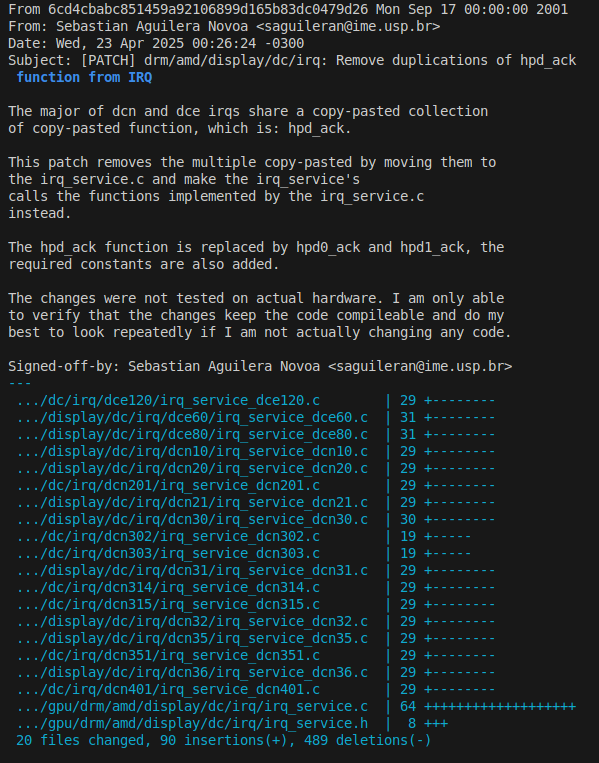 From 6cd4cbabc851459a92106899d165b83dc0479d26 Mon Sep 17 00:00:00 2001
From: Sebastian Aguilera Novoa <saguileran@ime.usp.br>
Date: Wed, 23 Apr 2025 00:26:24 -0300
Subject: [PATCH] drm/amd/display/dc/irq: Remove duplications of hpd_ack
 function from IRQ

The major of dcn and dce irqs share a copy-pasted collection
of copy-pasted function, which is: hpd_ack.

This patch removes the multiple copy-pasted by moving them to
the irq_service.c and make the irq_service's
calls the functions implemented by the irq_service.c
instead.

The hpd_ack function is replaced by hpd0_ack and hpd1_ack, the
required constants are also added.

The changes were not tested on actual hardware. I am only able
to verify that the changes keep the code compileable and do my
best to look repeatedly if I am not actually changing any code.

Signed-off-by: Sebastian Aguilera Novoa <saguileran@ime.usp.br>
---
 .../dc/irq/dce120/irq_service_dce120.c        | 29 +--------
 .../display/dc/irq/dce60/irq_service_dce60.c  | 31 +--------
 .../display/dc/irq/dce80/irq_service_dce80.c  | 31 +--------
 .../display/dc/irq/dcn10/irq_service_dcn10.c  | 29 +--------
 .../display/dc/irq/dcn20/irq_service_dcn20.c  | 29 +--------
 .../dc/irq/dcn201/irq_service_dcn201.c        | 29 +--------
 .../display/dc/irq/dcn21/irq_service_dcn21.c  | 29 +--------
 .../display/dc/irq/dcn30/irq_service_dcn30.c  | 30 +--------
 .../dc/irq/dcn302/irq_service_dcn302.c        | 19 +-----
 .../dc/irq/dcn303/irq_service_dcn303.c        | 19 +-----
 .../display/dc/irq/dcn31/irq_service_dcn31.c  | 29 +--------
 .../dc/irq/dcn314/irq_service_dcn314.c        | 29 +--------
 .../dc/irq/dcn315/irq_service_dcn315.c        | 29 +--------
 .../display/dc/irq/dcn32/irq_service_dcn32.c  | 29 +--------
 .../display/dc/irq/dcn35/irq_service_dcn35.c  | 29 +--------
 .../dc/irq/dcn351/irq_service_dcn351.c        | 29 +--------
 .../display/dc/irq/dcn36/irq_service_dcn36.c  | 29 +--------
 .../dc/irq/dcn401/irq_service_dcn401.c        | 29 +--------
 .../gpu/drm/amd/display/dc/irq/irq_service.c  | 64 +++++++++++++++++++
 .../gpu/drm/amd/display/dc/irq/irq_service.h  |  8 +++
 20 files changed, 90 insertions(+), 489 deletions(-)